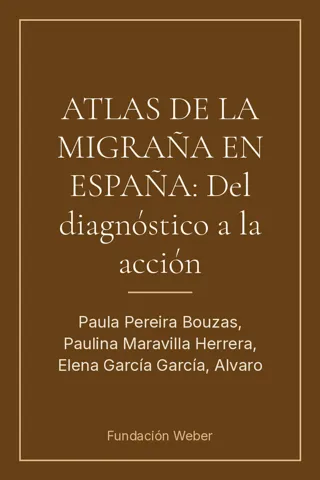 ATLAS DE LA
MIGRAÑA EN
ESPAÑA: Del
diagnóstico a la
acción
Paula Pereira Bouzas,
Paulina Maravilla Herrera,
Elena García García, Alvaro
Fundación Weber